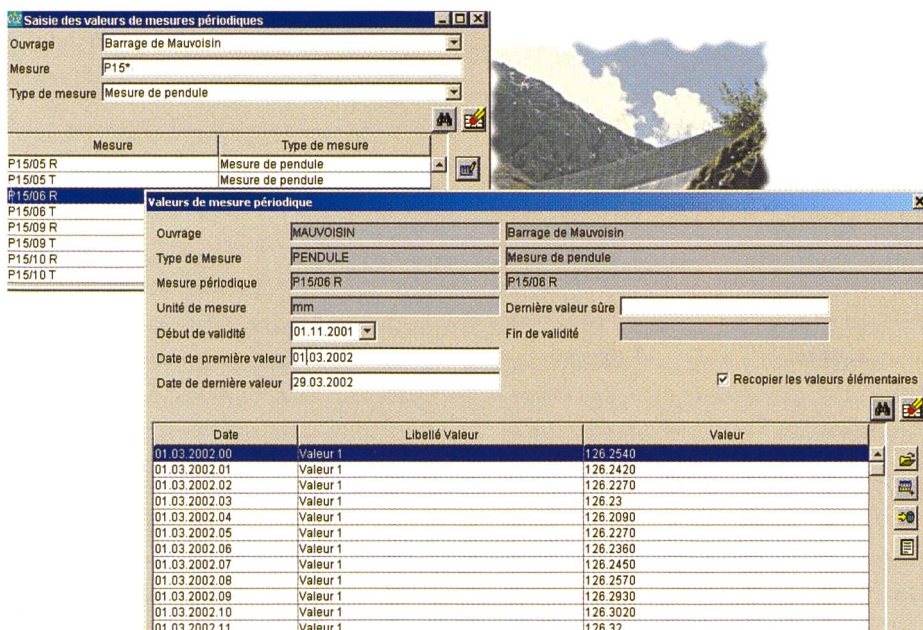 Saisie des valeurs de mesures périodiques
Ouvrage Barrage de Mauvoisin
Mesure P15*
Type de mesure Mesure de pendule
Mesure Type de mesure
P15/05 R Mesure de pendule
P15/05 T Mesure de pendule
P15/06 R
P15/06 T
P15/09 R
P15/09 T
P15/10 R
P15/10 T
Valeurs de mesure périodique
Ouvrage MAUVOISIN Barrage de Mauvoisin
Type de Mesure PENDULE Mesure de pendule
Mesure périodique P15/06 R P15/06 R
Unité de mesure mm Dernière valeur sûre
Début de validité 01.11.2001 Fin de validité
Date de première valeur 01.03.2002
Date de dernière valeur 29.03.2002 Recopier les valeurs élémentaires
Date Libellé Valeur Valeur
01.03.2002.00 Valeur 1 126.2540
01.03.2002.01 Valeur 1 126.2420
01.03.2002.02 Valeur 1 126.2270
01.03.2002.03 Valeur 1 126.23
01.03.2002.04 Valeur 1 126.2090
01.03.2002.05 Valeur 1 126.2270
01.03.2002.06 Valeur 1 126.2360
01.03.2002.07 Valeur 1 126.2450
01.03.2002.08 Valeur 1 126.2570
01.03.2002.09 Valeur 1 126.2930
01.03.2002.10 Valeur 1 126.3020
01.03.2002.11 Valeur 1 126.32